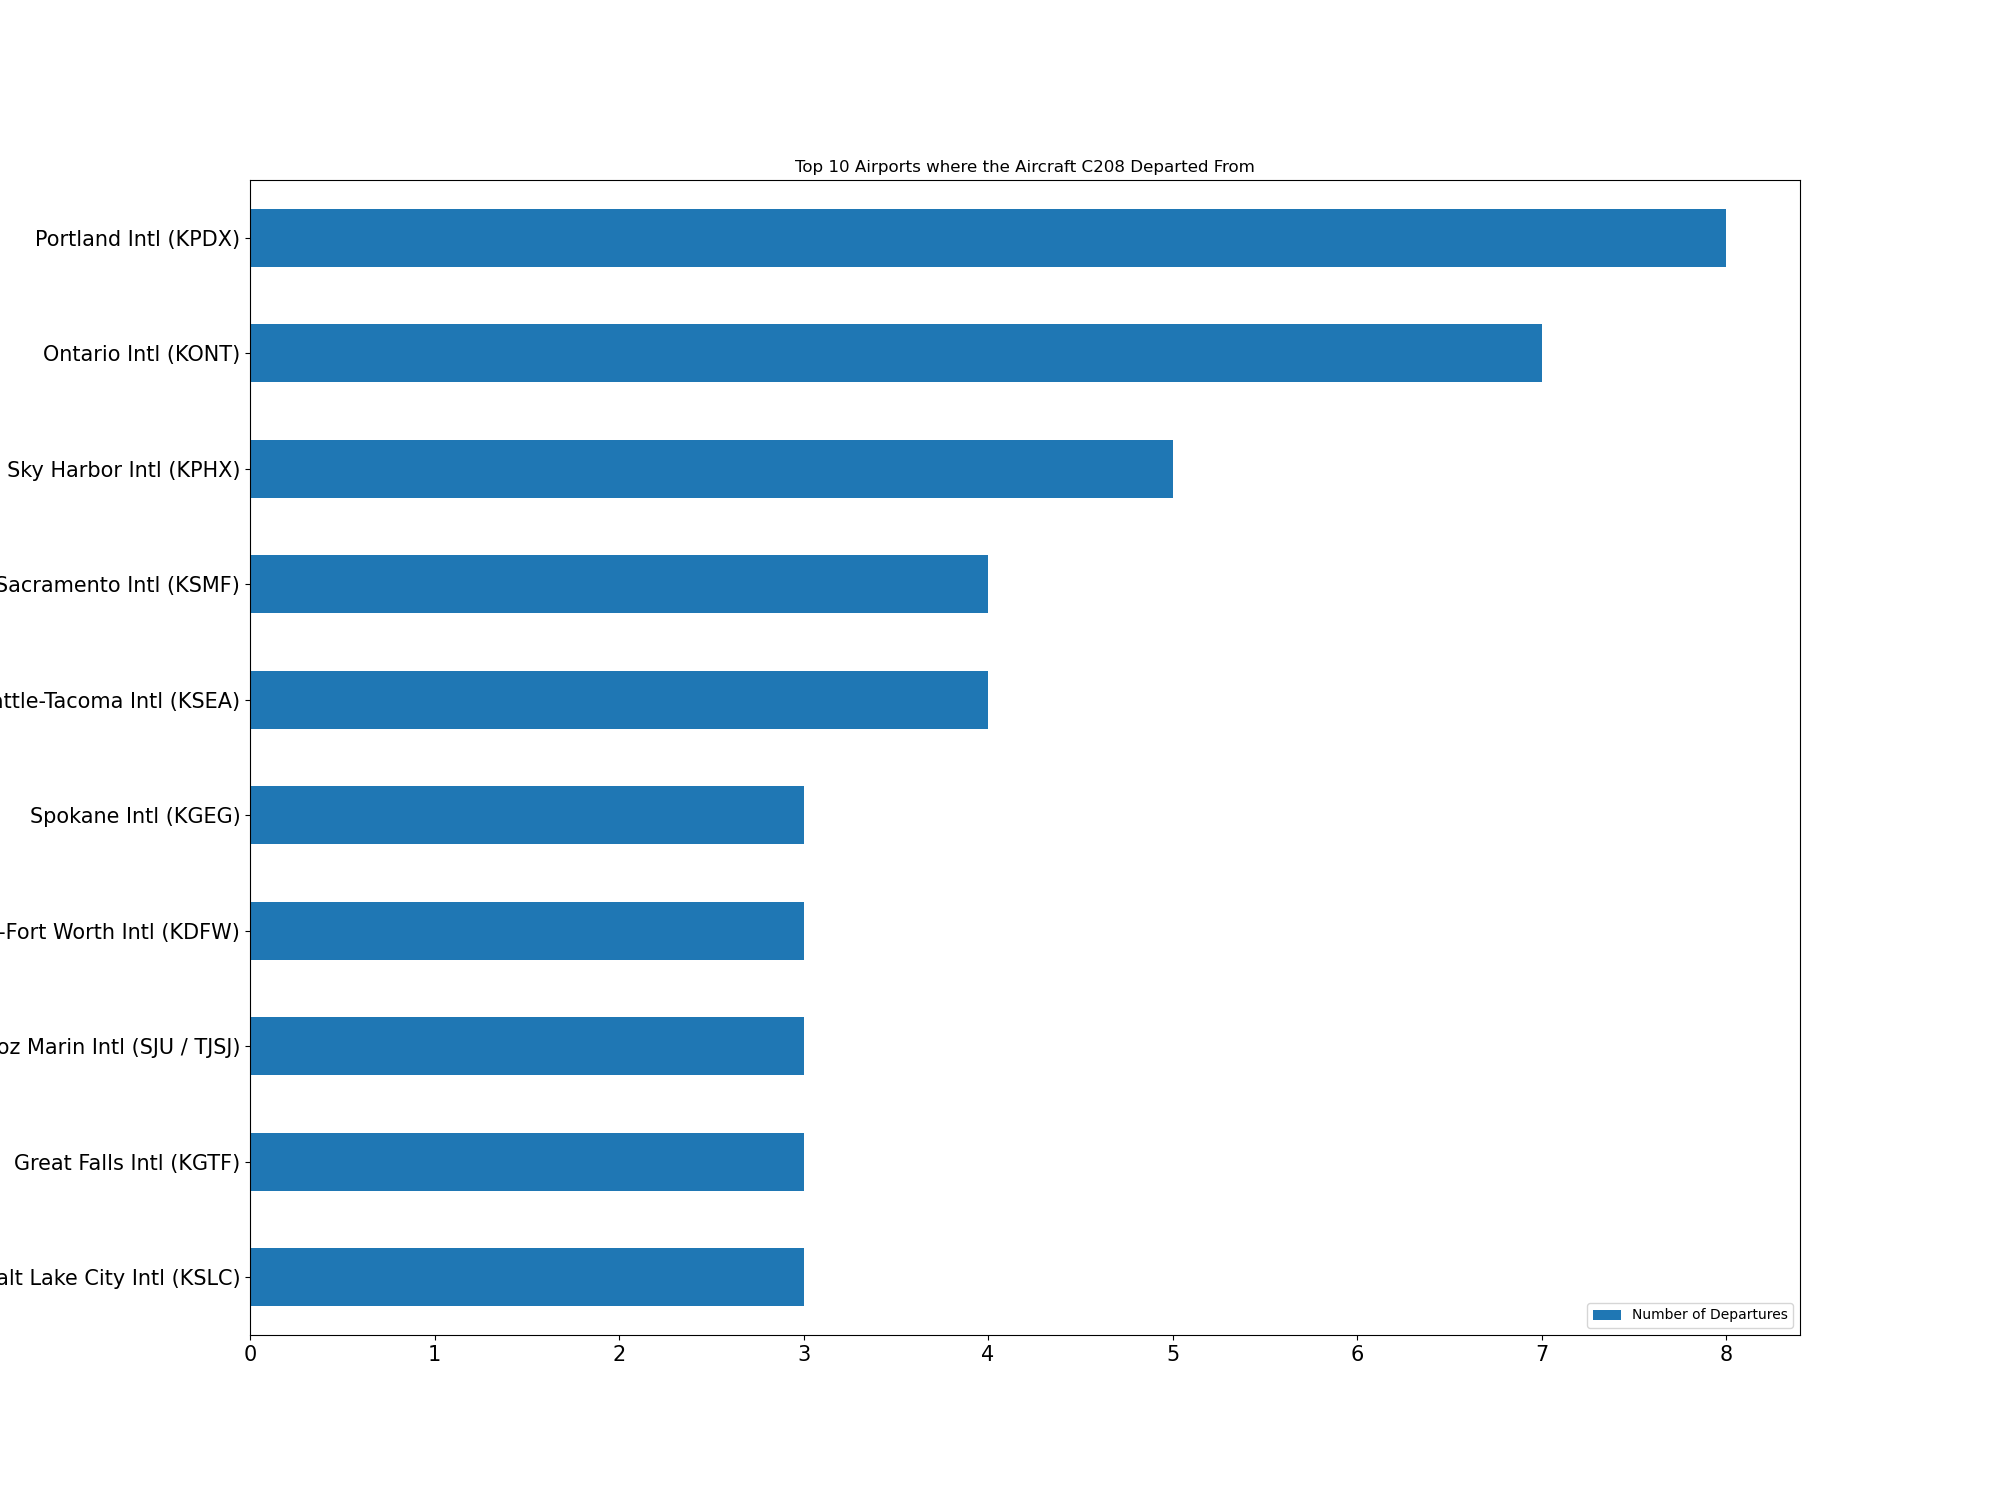 Top 10 Airports where the Aircraft C208 Departed From
Portland Intl (KPDX)
Ontario Intl (KONT)
Sky Harbor Intl (KPHX)
Sacramento Intl (KSMF)
ttle-Tacoma Intl (KSEA)
Spokane Intl (KGEG)
-Fort Worth Intl (KDFW)
oz Marin Intl (SJU / TJSJ)
Great Falls Intl (KGTF)
alt Lake City Intl (KSLC)
Number of Departures
0 1 2 3 4 5 6 7 8